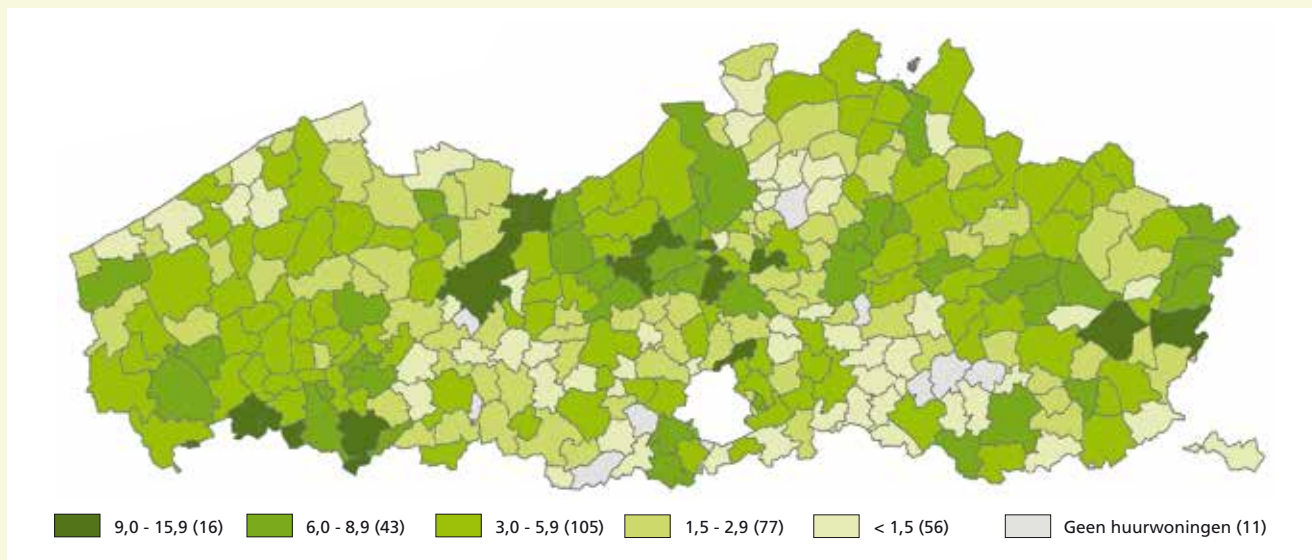 9,0 - 15,9 (16) 6,0 - 8,9 (43) 3,0 - 5,9 (105) 1,5 - 2,9 (77) < 1,5 (56) Geen huurwoningen (11)